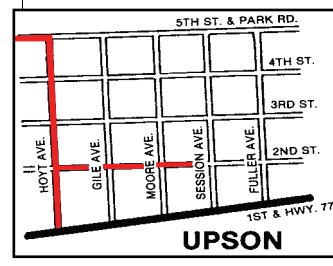 5TH ST. & PARK RD.
4TH ST.
3RD ST.
2ND ST.
HOYT AVE.
GILE AVE.
MOORE AVE.
SESSION AVE.
FULLER AVE.
1ST & HWY. 77
UPSON